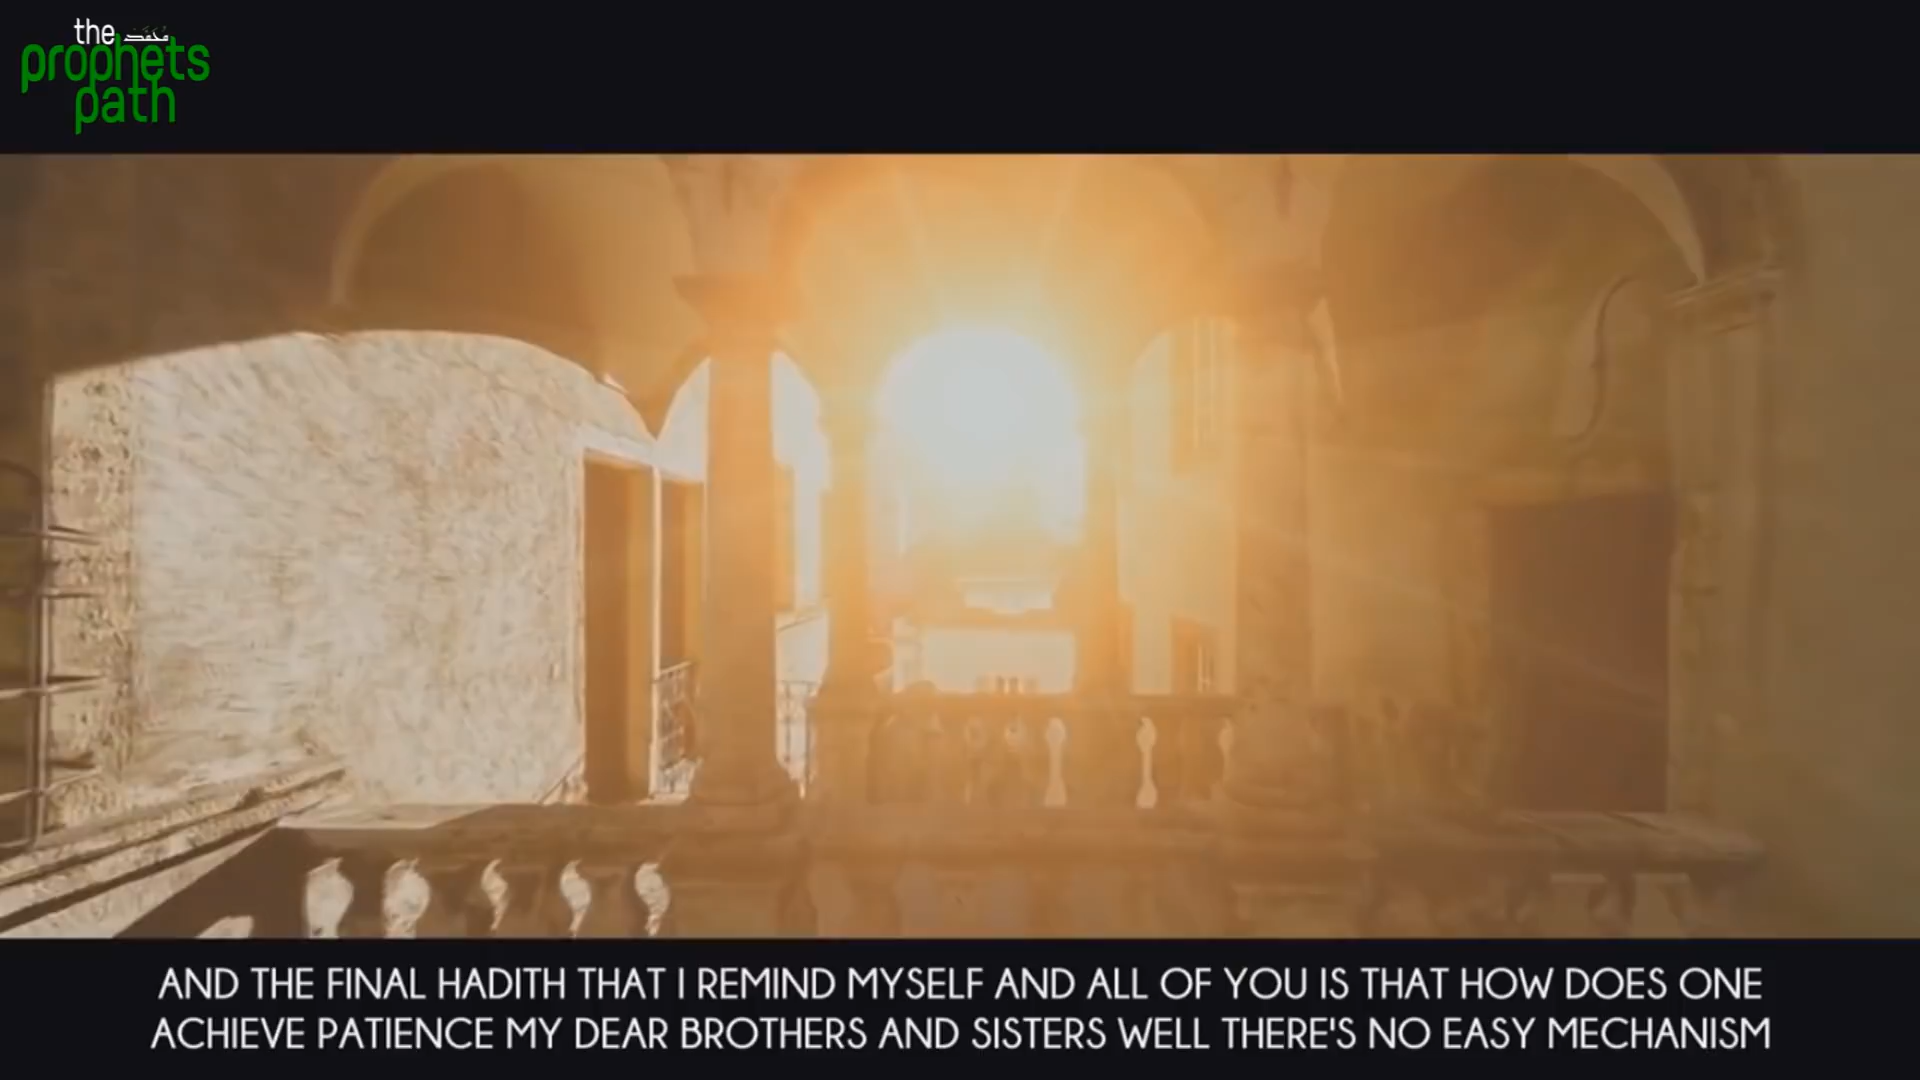 the
prophets
path
AND THE FINAL HADITH THAT I REMIND MYSELF AND ALL OF YOU IS THAT HOW DOES ONE
ACHIEVE PATIENCE MY DEAR BROTHERS AND SISTERS WELL THERE'S NO EASY MECHANISM